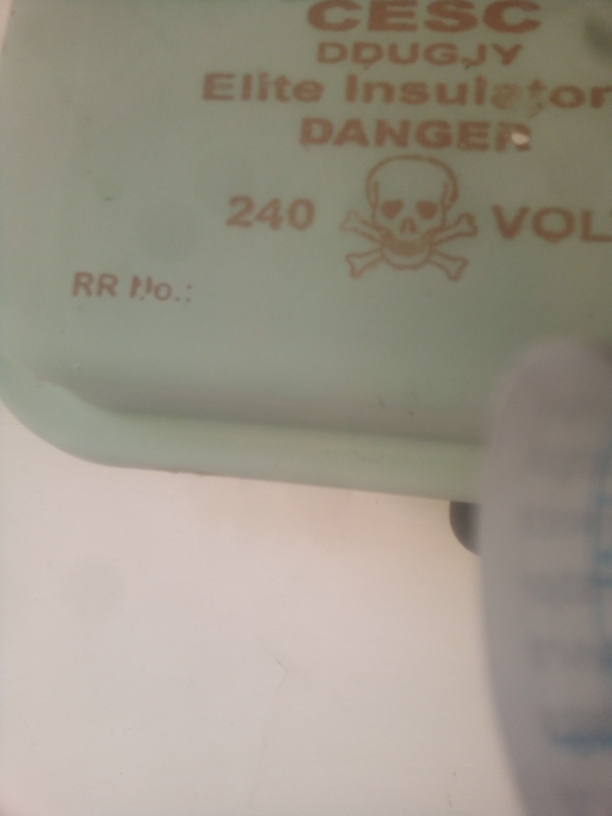 CESC
DDUGJY
Elite Insulator
DANGER
240 VOL
RR No.: